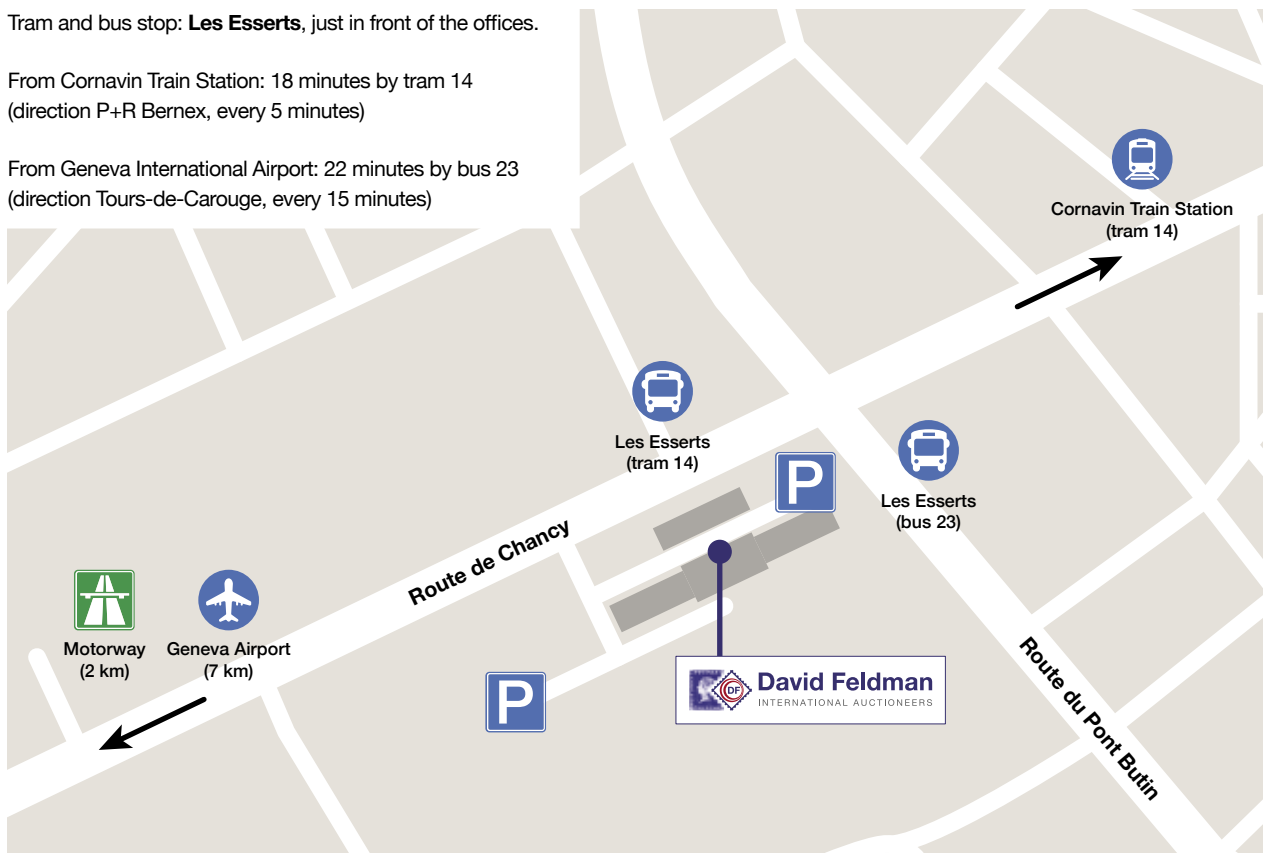 Tram and bus stop: Les Esserts, just in front of the offices.
From Cornavin Train Station: 18 minutes by tram 14
(direction P+R Bernex, every 5 minutes)
From Geneva International Airport: 22 minutes by bus 23
(direction Tours-de-Carouge, every 15 minutes)
Cornavin Train Station
(tram 14)
Les Esserts
(tram 14)
P
Les Esserts
(bus 23)
Route de Chancy
Motorway
(2 km)
Geneva Airport
(7 km)
P
DF
David Feldman
INTERNATIONAL AUCTIONEERS
Route du Pont Butin